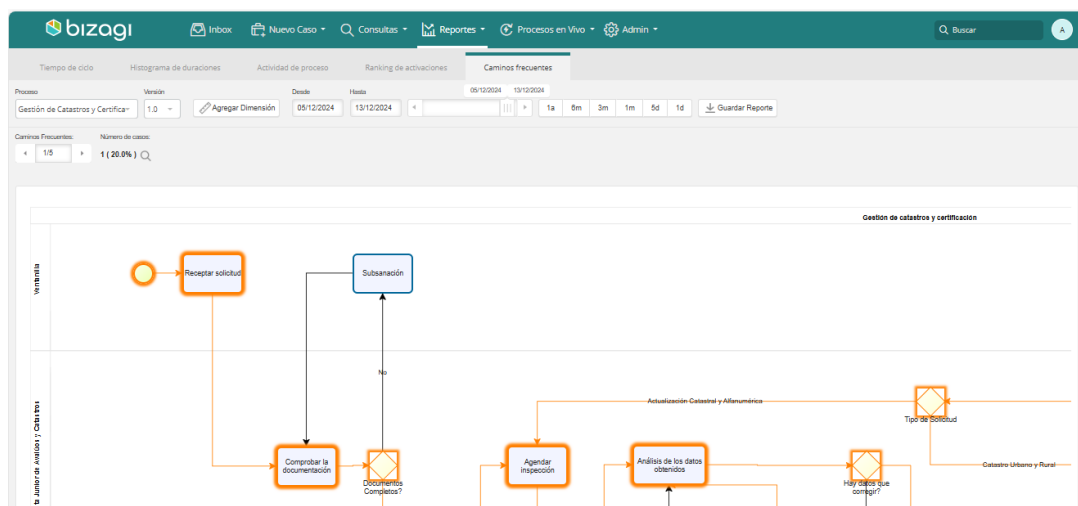 bizagi
Inbox Nuevo Caso Consultas Reportes Procesos en Vivo Admin
Buscar
A
Tiempo de ciclo Histograma de duraciones Actividad de proceso Ranking de activaciones Caminos frecuentes
Proceso Versión Desde Hasta 05/12/2024 13/12/2024
Gestión de Catastros y Certifica 1.0 Agregar Dimensión 05/12/2024 13/12/2024 1a 6m 3m 1m 5d 1d Guardar Reporte
Caminos Frecuentes: Número de casos:
1/5 1 ( 20.0% )
Gestión de catastros y certificación
Ventanilla
Receptar solicitud
Subsanación
No
ta Junior de Avalúos y Catastros
Actualización Catastral y Alfanumérica
Tipo de Solicitud
Comprobar la
documentación
Documentos
Completos?
Agendar
inspección
Análisis de los datos
obtenidos
Hay datos que
corregir?
Catastro Urbano y Rural